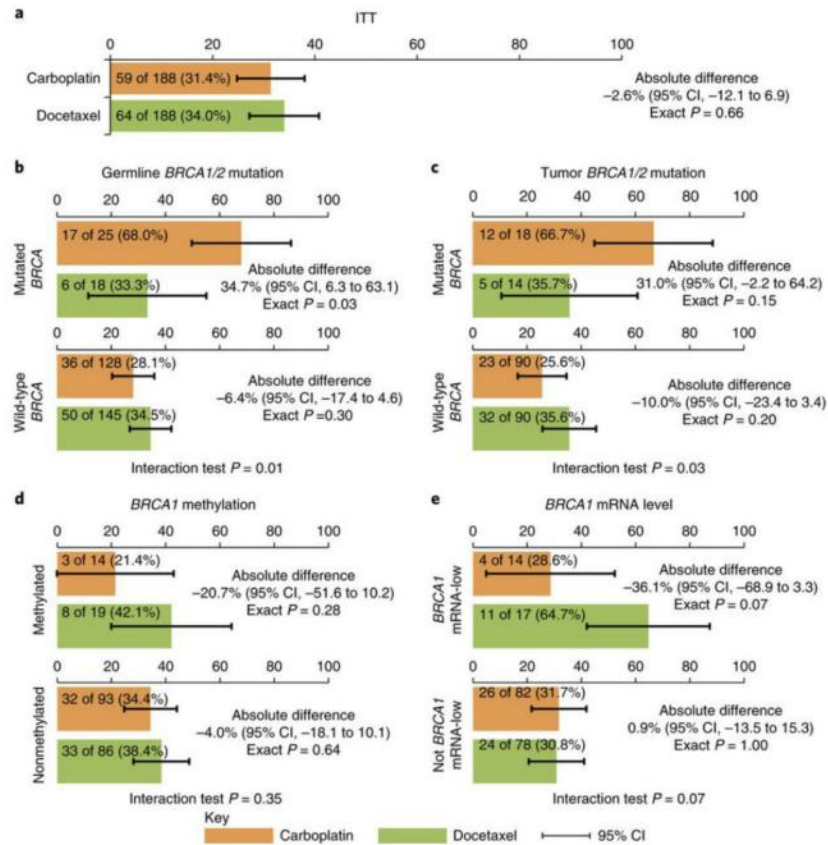 a
ITT
0 20 40 60 80 100
Carboplatin
59 of 188 (31.4%)
Docetaxel
64 of 188 (34.0%)
Absolute difference
–2.6% (95% CI, –12.1 to 6.9)
Exact P = 0.66
b
Germline BRCA1/2 mutation
0 20 40 60 80 100
Mutated
BRCA
17 of 25 (68.0%)
6 of 18 (33.3%)
Absolute difference
34.7% (95% CI, 6.3 to 63.1)
Exact P = 0.03
0 20 40 60 80 100
Wild-type
BRCA
36 of 128 (28.1%)
50 of 145 (34.5%)
Absolute difference
–6.4% (95% CI, –17.4 to 4.6)
Exact P =0.30
Interaction test P = 0.01
c
Tumor BRCA1/2 mutation
0 20 40 60 80 100
Mutated
BRCA
12 of 18 (66.7%)
5 of 14 (35.7%)
Absolute difference
31.0% (95% CI, –2.2 to 64.2)
Exact P = 0.15
0 20 40 60 80 100
Wild-type
BRCA
23 of 90 (25.6%)
32 of 90 (35.6%)
Absolute difference
–10.0% (95% CI, –23.4 to 3.4)
Exact P = 0.20
Interaction test P = 0.03
d
BRCA1 methylation
0 20 40 60 80 100
Methylated
3 of 14 (21.4%)
8 of 19 (42.1%)
Absolute difference
–20.7% (95% CI, –51.6 to 10.2)
Exact P = 0.28
0 20 40 60 80 100
Nonmethylated
32 of 93 (34.4%)
33 of 86 (38.4%)
Absolute difference
–4.0% (95% CI, –18.1 to 10.1)
Exact P = 0.64
Interaction test P = 0.35
e
BRCA1 mRNA level
0 20 40 60 80 100
BRCA1
mRNA-low
4 of 14 (28.6%)
11 of 17 (64.7%)
Absolute difference
–36.1% (95% CI, –68.9 to 3.3)
Exact P = 0.07
0 20 40 60 80 100
Not BRCA1
mRNA-low
26 of 82 (31.7%)
24 of 78 (30.8%)
Absolute difference
0.9% (95% CI, –13.5 to 15.3)
Exact P = 1.00
Interaction test P = 0.07
Key
Carboplatin Docetaxel 95% CI